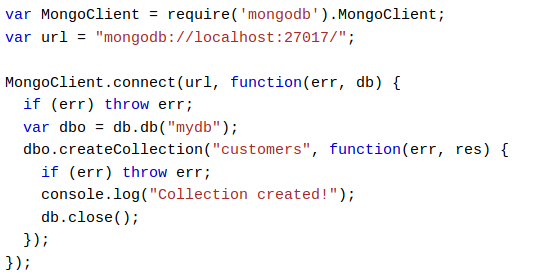 var MongoClient = require('mongodb').MongoClient;
var url = "mongodb://localhost:27017/";

MongoClient.connect(url, function(err, db) {
  if (err) throw err;
  var dbo = db.db("mydb");
  dbo.createCollection("customers", function(err, res) {
    if (err) throw err;
    console.log("Collection created!");
    db.close();
  });
});